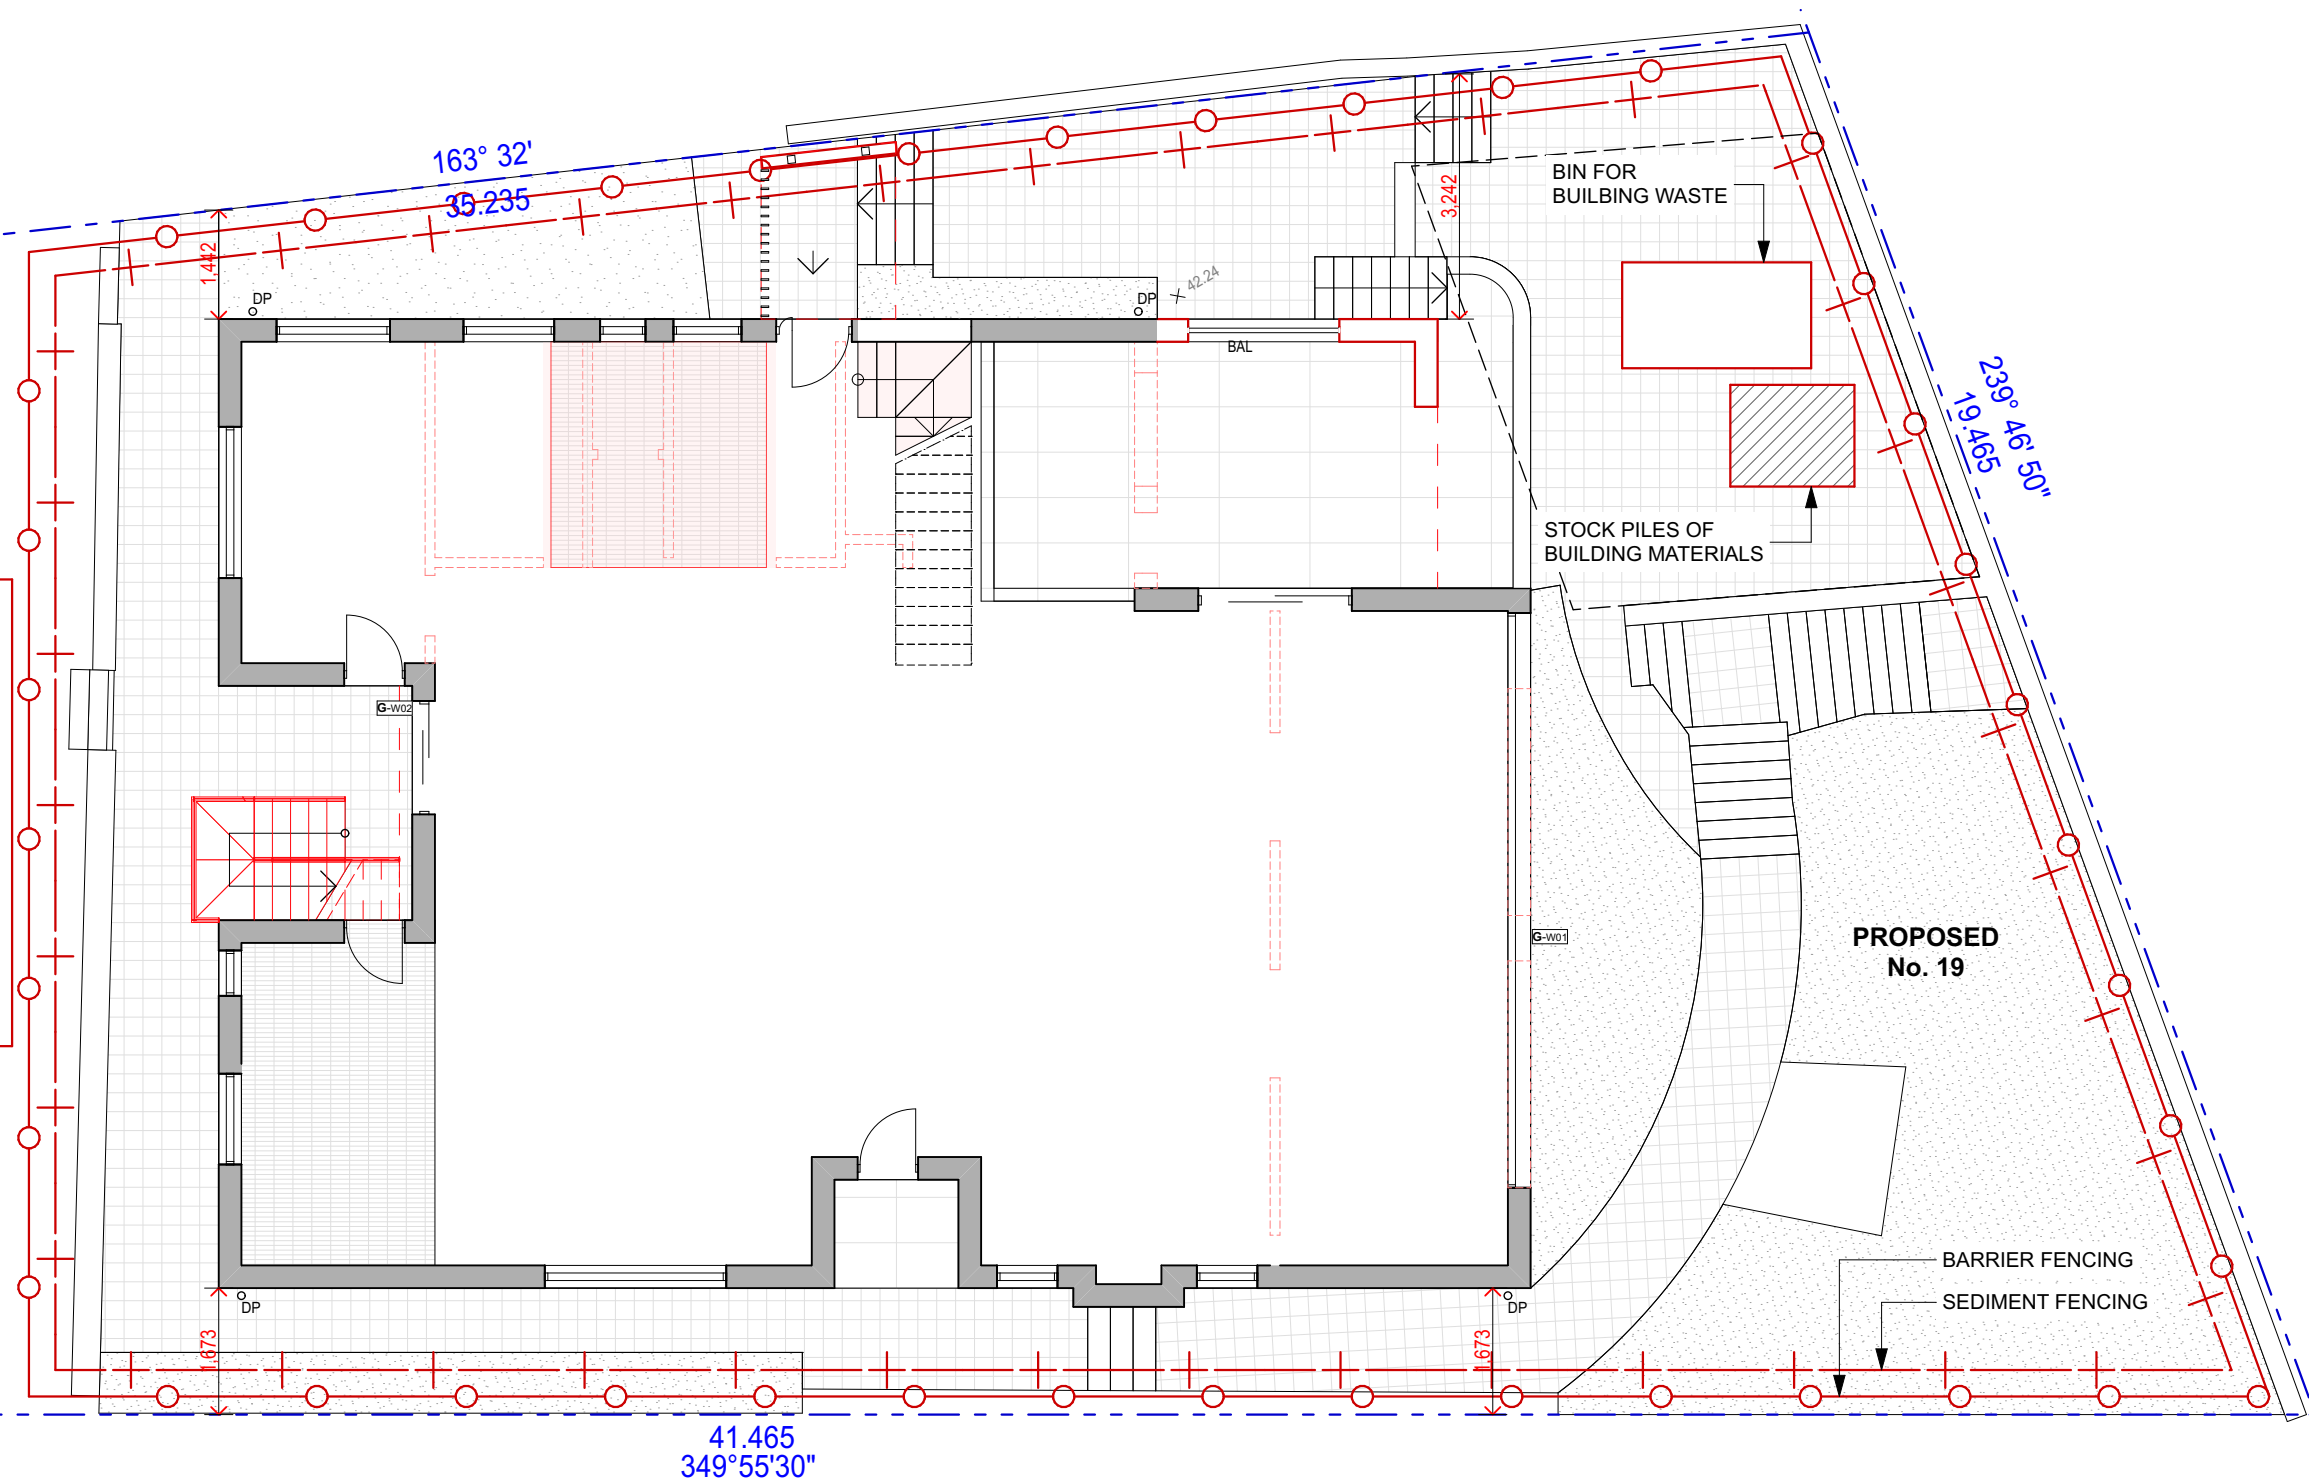 163° 32'
35.235
1,442
3,242
BIN FOR
BUILBING WASTE
DP
DP
42.24
BAL
239° 46' 50"
19.465
STOCK PILES OF
BUILDING MATERIALS
G-W02
G-W01
PROPOSED
No. 19
BARRIER FENCING
SEDIMENT FENCING
DP
DP
1,673
1,673
41.465
349°55'30"